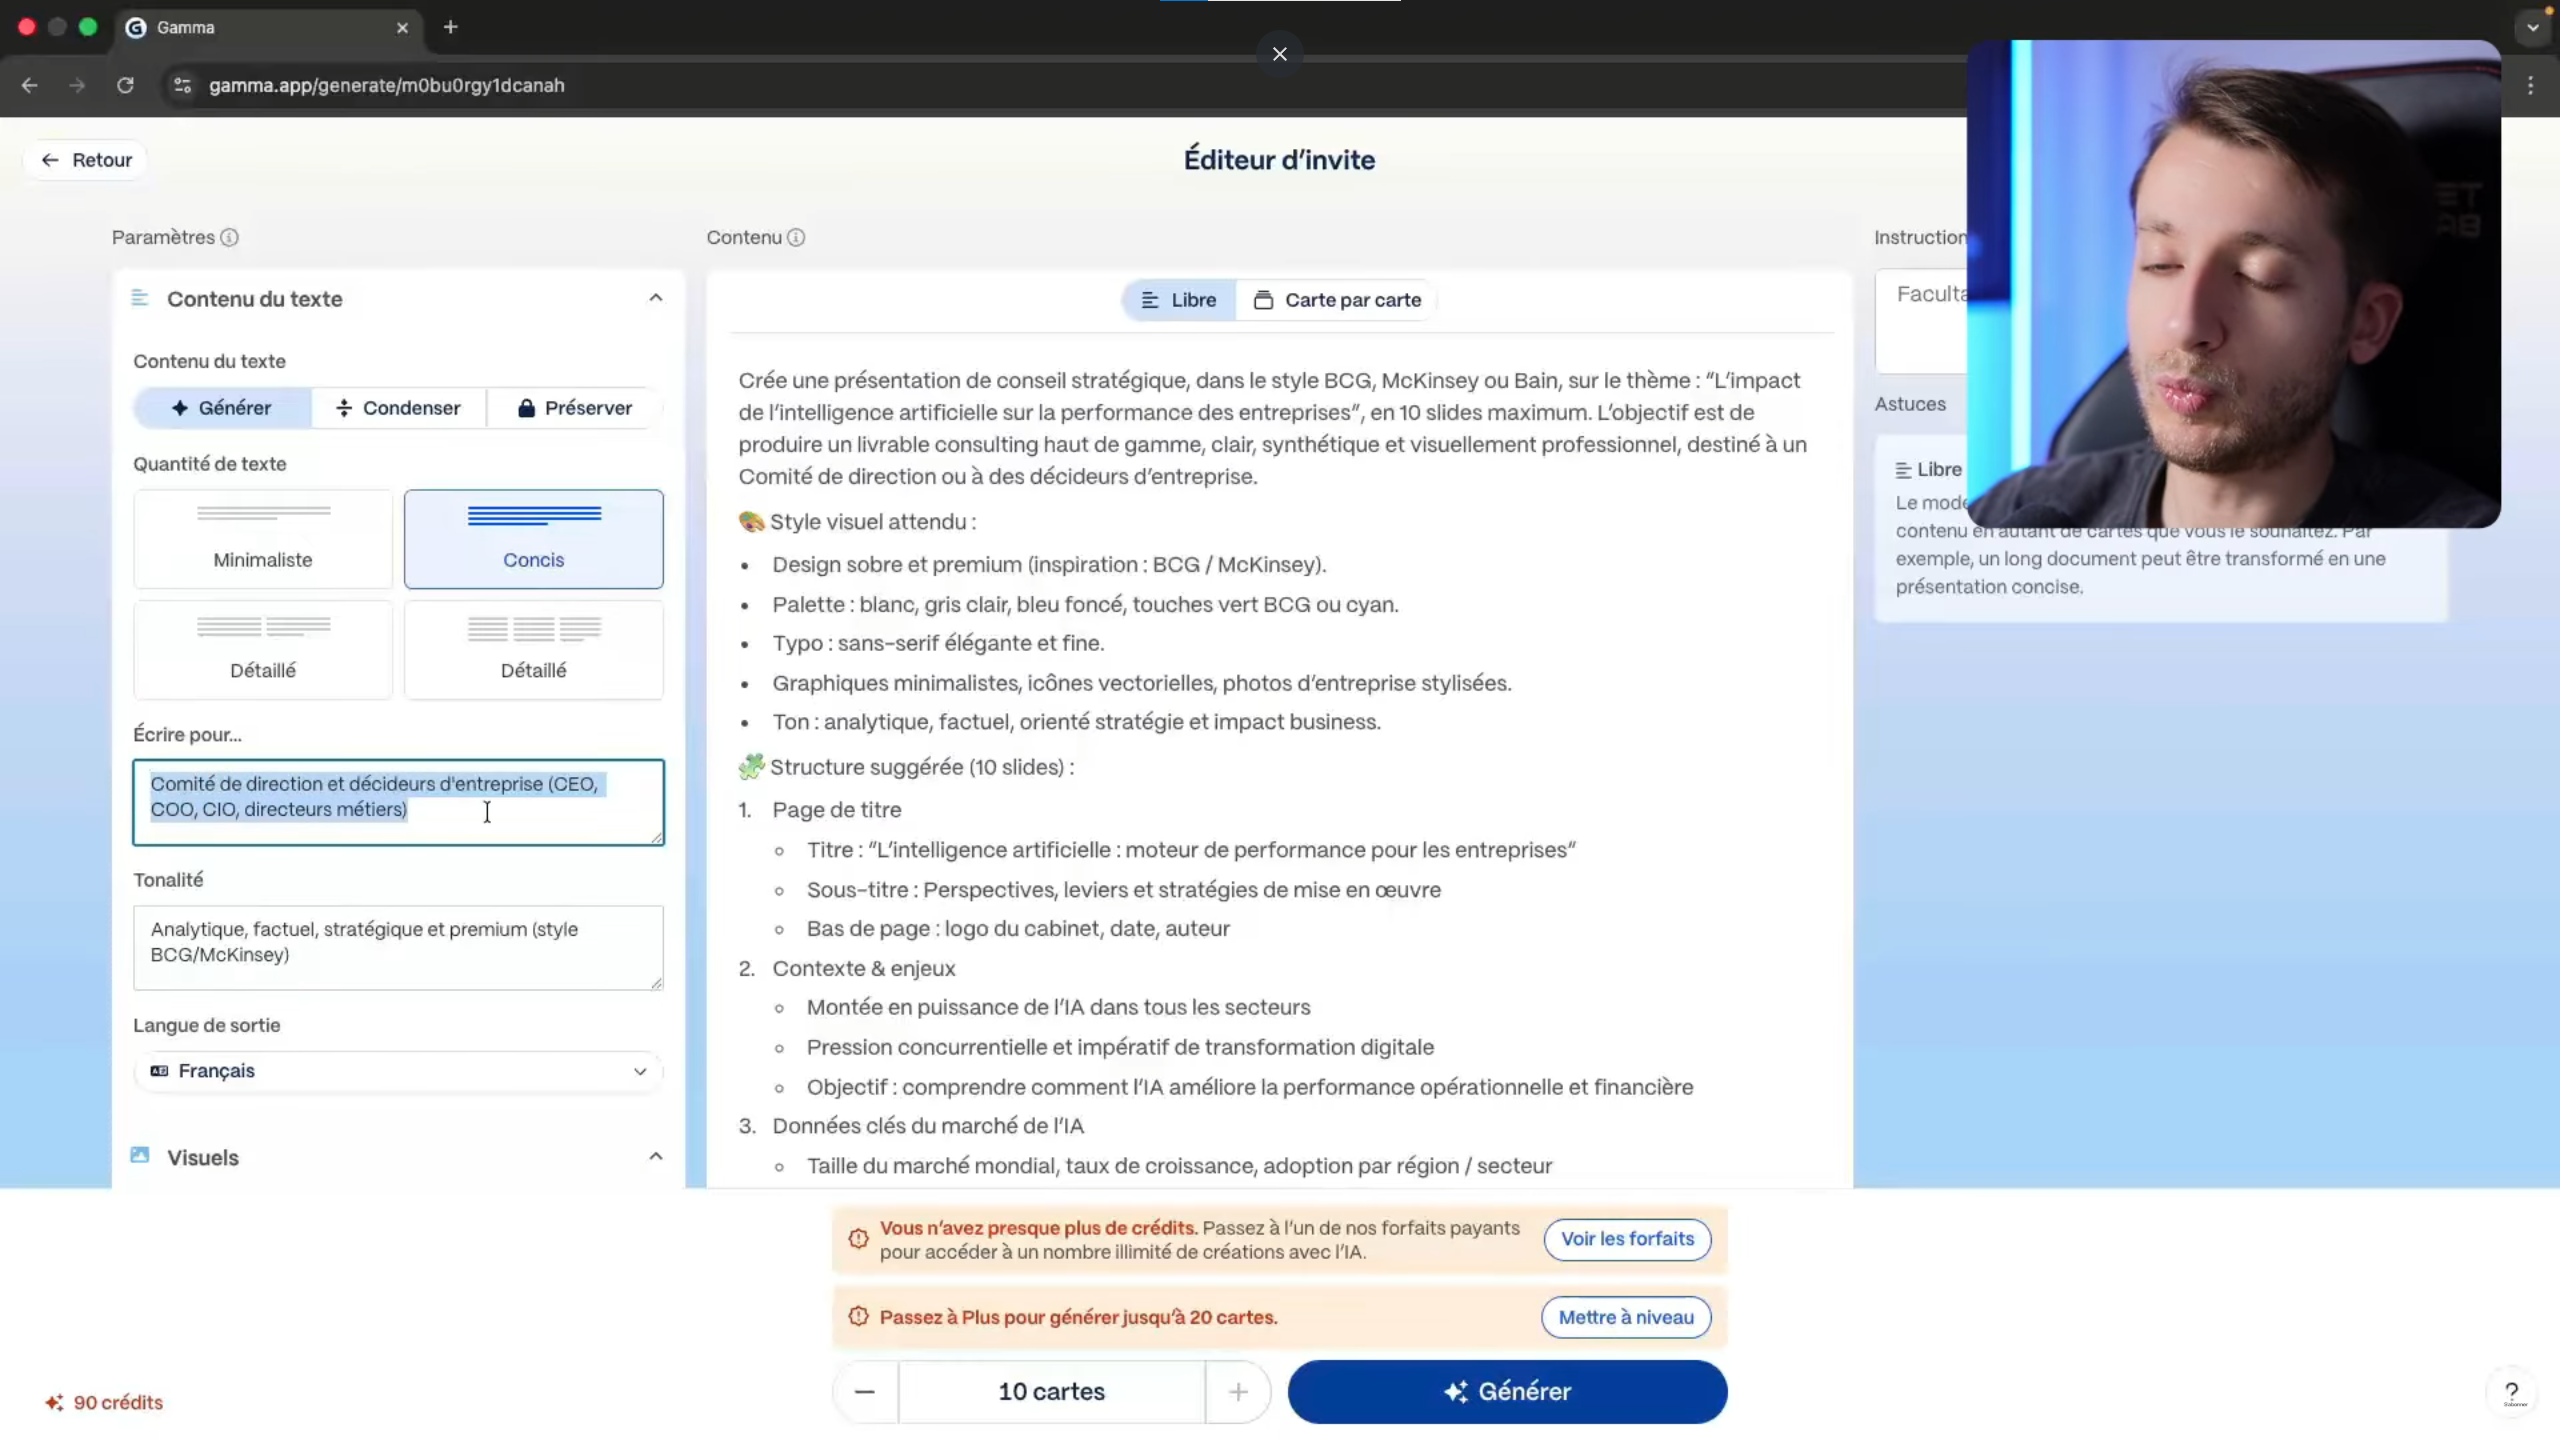 Gamma
gamma.app/generate/m0bu0rgy1dcanah
Retour
Éditeur d’invite
Paramètres
Contenu du texte
Contenu du texte
Générer
Condenser
Préserver
Quantité de texte
Minimaliste
Concis
Détaillé
Détaillé
Écrire pour...
Comité de direction et décideurs d'entreprise (CEO,
COO, CIO, directeurs métiers)
Tonalité
Analytique, factuel, stratégique et premium (style
BCG/McKinsey)
Langue de sortie
Français
Visuels
Contenu
Libre
Carte par carte
Crée une présentation de conseil stratégique, dans le style BCG, McKinsey ou Bain, sur le thème : “L’impact
de l’intelligence artificielle sur la performance des entreprises”, en 10 slides maximum. L’objectif est de
produire un livrable consulting haut de gamme, clair, synthétique et visuellement professionnel, destiné à un
Comité de direction ou à des décideurs d’entreprise.
Style visuel attendu :
• Design sobre et premium (inspiration : BCG / McKinsey).
• Palette : blanc, gris clair, bleu foncé, touches vert BCG ou cyan.
• Typo : sans-serif élégante et fine.
• Graphiques minimalistes, icônes vectorielles, photos d’entreprise stylisées.
• Ton : analytique, factuel, orienté stratégie et impact business.
Structure suggérée (10 slides) :
1. Page de titre
Titre : “L’intelligence artificielle : moteur de performance pour les entreprises”
Sous-titre : Perspectives, leviers et stratégies de mise en œuvre
Bas de page : logo du cabinet, date, auteur
2. Contexte & enjeux
Montée en puissance de l’IA dans tous les secteurs
Pression concurrentielle et impératif de transformation digitale
Objectif : comprendre comment l’IA améliore la performance opérationnelle et financière
3. Données clés du marché de l’IA
Taille du marché mondial, taux de croissance, adoption par région / secteur
Instruction
Faculta
Astuces
Libre
Le mode
contenu en autant de cartes que vous le souhaitez. Par
exemple, un long document peut être transformé en une
présentation concise.
Vous n’avez presque plus de crédits. Passez à l’un de nos forfaits payants
pour accéder à un nombre illimité de créations avec l’IA.
Voir les forfaits
Passez à Plus pour générer jusqu’à 20 cartes.
Mettre à niveau
90 crédits
10 cartes
Générer